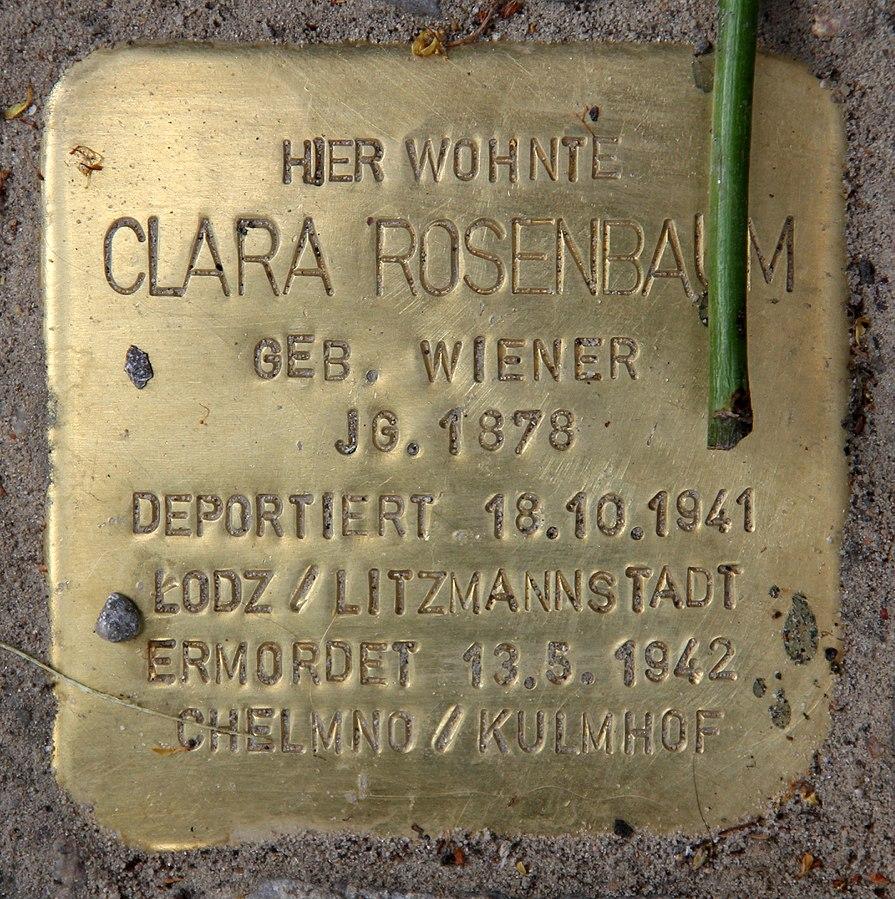 HIER WOHNTE
CLARA ROSENBAUM
GEB. WIENER
JG. 1878
DEPORTIERT 18.10.1941
ŁODZ / LITZMANNSTADT
ERMORDET 13.5.1942
CHELMNO / KULMHOF